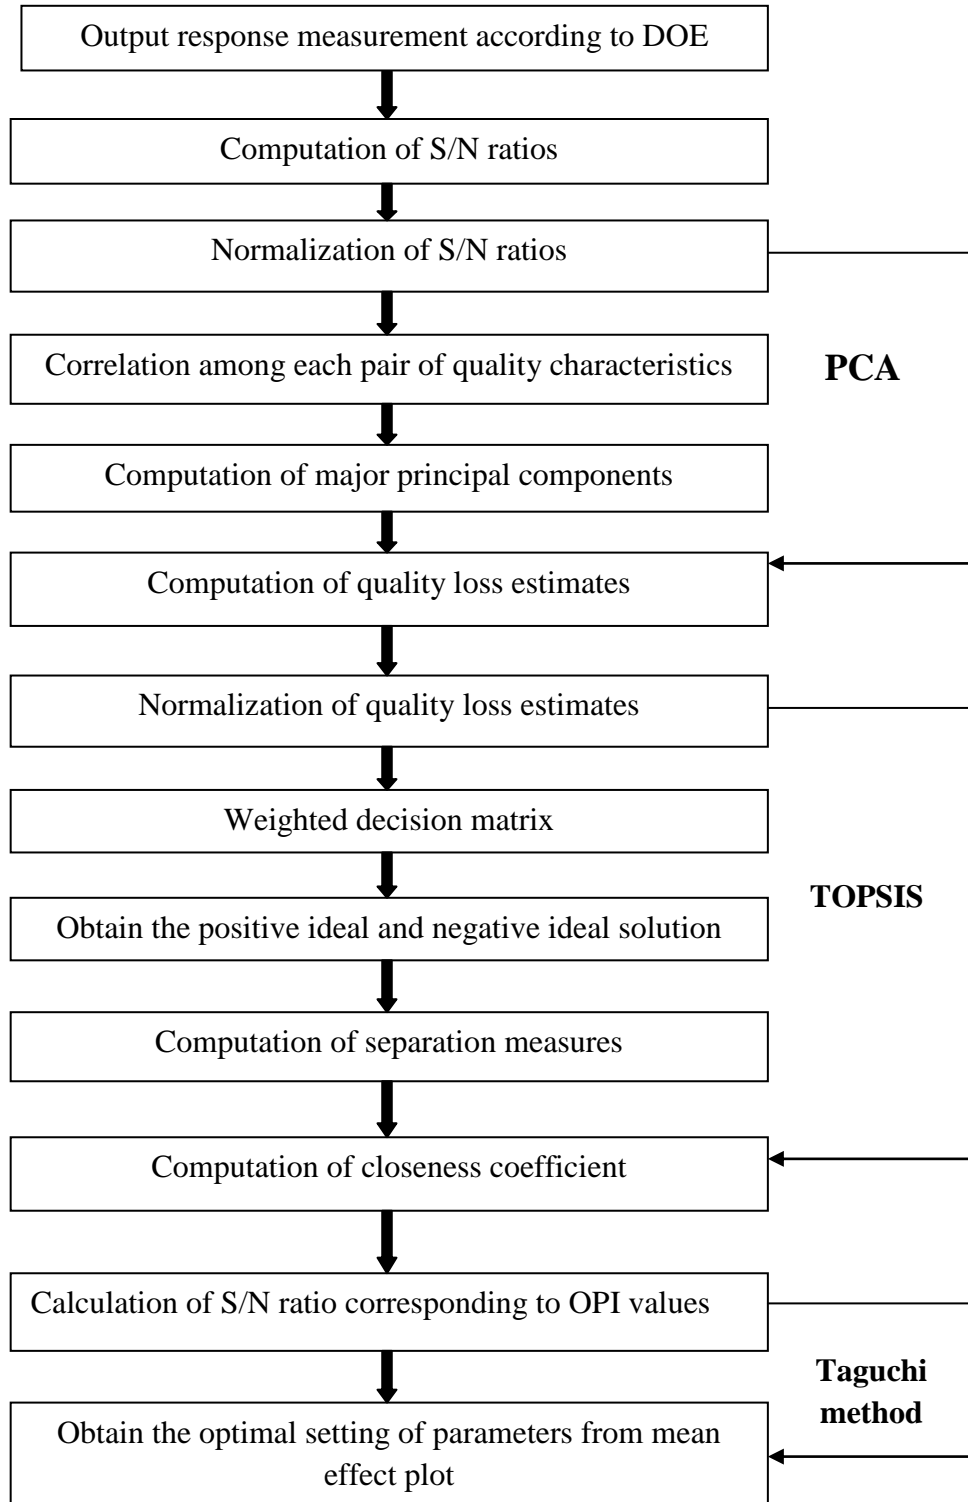 Output response measurement according to DOE
Computation of S/N ratios
Normalization of S/N ratios
Correlation among each pair of quality characteristics
PCA
Computation of major principal components
Computation of quality loss estimates
Normalization of quality loss estimates
Weighted decision matrix
TOPSIS
Obtain the positive ideal and negative ideal solution
Computation of separation measures
Computation of closeness coefficient
Calculation of S/N ratio corresponding to OPI values
Taguchi
method
Obtain the optimal setting of parameters from mean
effect plot